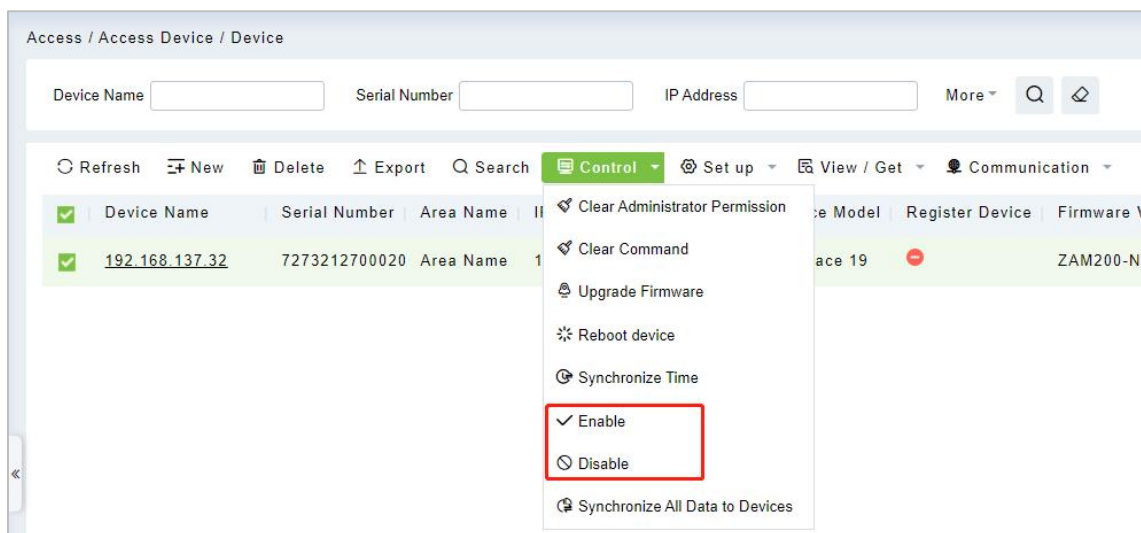 Access / Access Device / Device
Device Name Serial Number IP Address More
Refresh New Delete Export Search Control Set up View / Get Communication
Device Name Serial Number Area Name Model Register Device Firmware
192.168.137.32 7273212700020 Area Name 1 ace 19 ZAM200-N
Clear Administrator Permission
Clear Command
Upgrade Firmware
Reboot device
Synchronize Time
Enable
Disable
Synchronize All Data to Devices